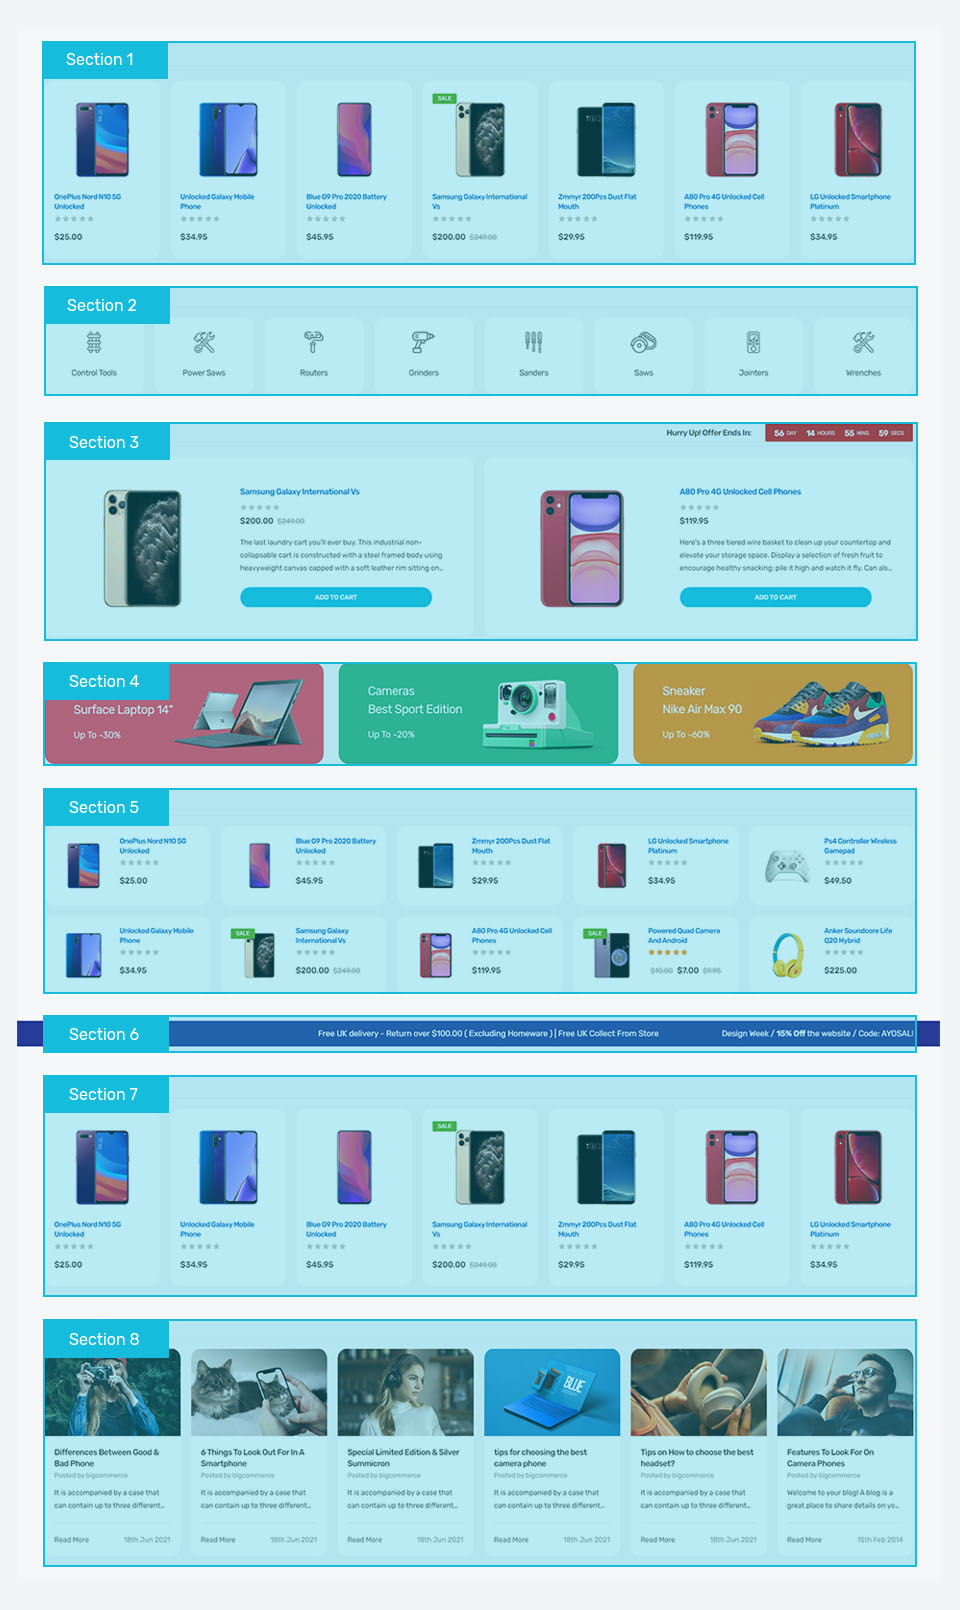 Section 1
SALE
OnePlus Nord N10 5G
Unlocked
$25.00
Unlocked Galaxy Mobile
Phone
$34.95
Blue G9 Pro 2020 Battery
Unlocked
$45.95
Samsung Galaxy International
Vs
$200.00 $249.00
Zmmyr 200Pcs Dust Flat
Mouth
$29.95
A80 Pro 4G Unlocked Cell
Phones
$119.95
LG Unlocked Smartphone
Platinum
$34.95
Section 2
Control Tools
Power Saws
Routers
Grinders
Sanders
Saws
Jointers
Wrenches
Section 3
Hurry Up! Offer Ends In: 56 DAY 14 HOURS 55 MINS 59 SECS
Samsung Galaxy International Vs
$200.00 $249.00
The last laundry cart you'll ever buy. This industrial non-
collapsable cart is constructed with a steel framed body using
heavyweight canvas capped with a soft leather rim sitting on...
ADD TO CART
A80 Pro 4G Unlocked Cell Phones
$119.95
Here's a three tiered wire basket to clean up your countertop and
elevate your storage space. Display a selection of fresh fruit to
encourage healthy snacking; pile it high and watch it fly. Can als...
ADD TO CART
Section 4
Surface Laptop 14"
Up To -30%
Cameras
Best Sport Edition
Up To -20%
Sneaker
Nike Air Max 90
Up To -60%
Section 5
OnePlus Nord N10 5G
Unlocked
$25.00
Blue G9 Pro 2020 Battery
Unlocked
$45.95
Zmmyr 200Pcs Dust Flat
Mouth
$29.95
LG Unlocked Smartphone
Platinum
$34.95
Ps4 Controller Wireless
Gamepad
$49.50
Unlocked Galaxy Mobile
Phone
$34.95
SALE
Samsung Galaxy
International Vs
$200.00 $249.00
A80 Pro 4G Unlocked Cell
Phones
$119.95
SALE
Powered Quad Camera
And Android
$10.00 $7.00 $9.95
Anker Soundcore Life
Q20 Hybrid
$225.00
Section 6
Free UK delivery - Return over $100.00 ( Excluding Homeware ) | Free UK Collect From Store
Design Week / 15% Off the website / Code: AYOSAL
Section 7
SALE
OnePlus Nord N10 5G
Unlocked
$25.00
Unlocked Galaxy Mobile
Phone
$34.95
Blue G9 Pro 2020 Battery
Unlocked
$45.95
Samsung Galaxy International
Vs
$200.00 $249.00
Zmmyr 200Pcs Dust Flat
Mouth
$29.95
A80 Pro 4G Unlocked Cell
Phones
$119.95
LG Unlocked Smartphone
Platinum
$34.95
Section 8
Differences Between Good &
Bad Phone
Posted by bigcommerce
It is accompanied by a case that
can contain up to three different...
Read More 18th Jun 2021
6 Things To Look Out For In A
Smartphone
Posted by bigcommerce
It is accompanied by a case that
can contain up to three different...
Read More 18th Jun 2021
Special Limited Edition & Silver
Summicron
Posted by bigcommerce
It is accompanied by a case that
can contain up to three different...
Read More 18th Jun 2021
BLUE
tips for choosing the best
camera phone
Posted by bigcommerce
It is accompanied by a case that
can contain up to three different...
Read More 18th Jun 2021
Tips on How to choose the best
headset?
Posted by bigcommerce
It is accompanied by a case that
can contain up to three different...
Read More 18th Jun 2021
Features To Look For On
Camera Phones
Posted by bigcommerce
Welcome to your blog! A blog is a
great place to share details on yo...
Read More 15th Feb 2014